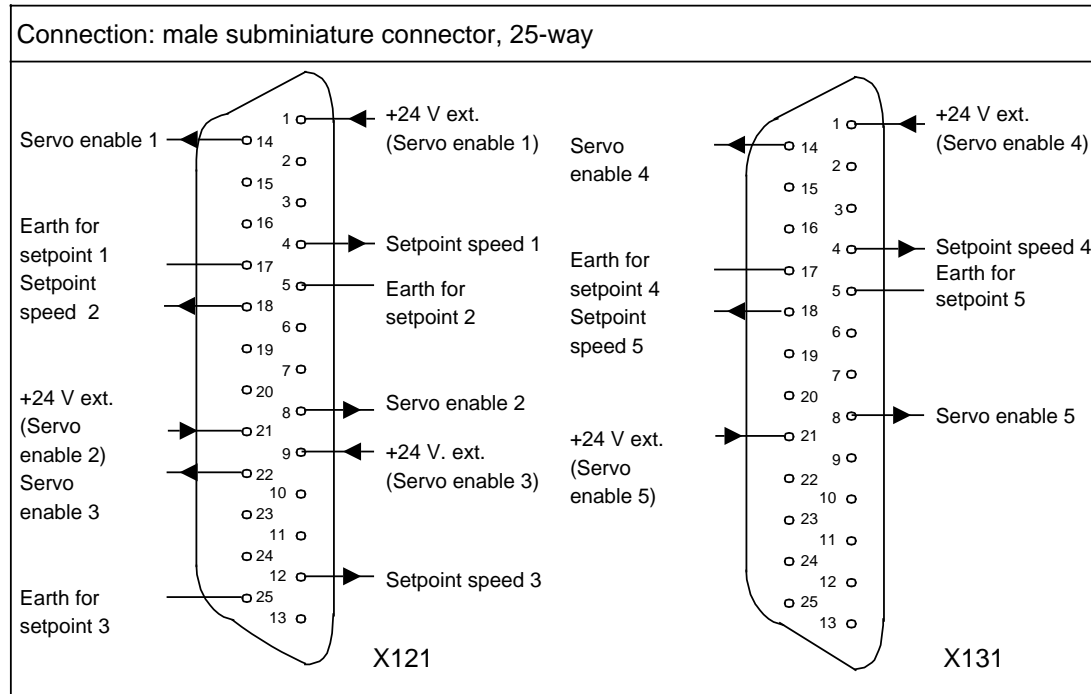 Connection: male subminiature connector, 25-way
Servo enable 1
Earth for
setpoint 1
Setpoint
speed 2
+24 V ext.
(Servo
enable 2)
Servo
enable 3
Earth for
setpoint 3
14
15
16
17
18
19
20
21
22
23
24
25
1
2
3
4
5
6
7
8
9
10
11
12
13
+24 V ext.
(Servo enable 1)
Setpoint speed 1
Earth for
setpoint 2
Servo enable 2
+24 V. ext.
(Servo enable 3)
Setpoint speed 3
X121
Servo
enable 4
Earth for
setpoint 4
Setpoint
speed 5
+24 V ext.
(Servo
enable 5)
14
15
16
17
18
19
20
21
22
23
24
25
1
2
3
4
5
6
7
8
9
10
11
12
13
+24 V ext.
(Servo enable 4)
Setpoint speed 4
Earth for
setpoint 5
Servo enable 5
X131